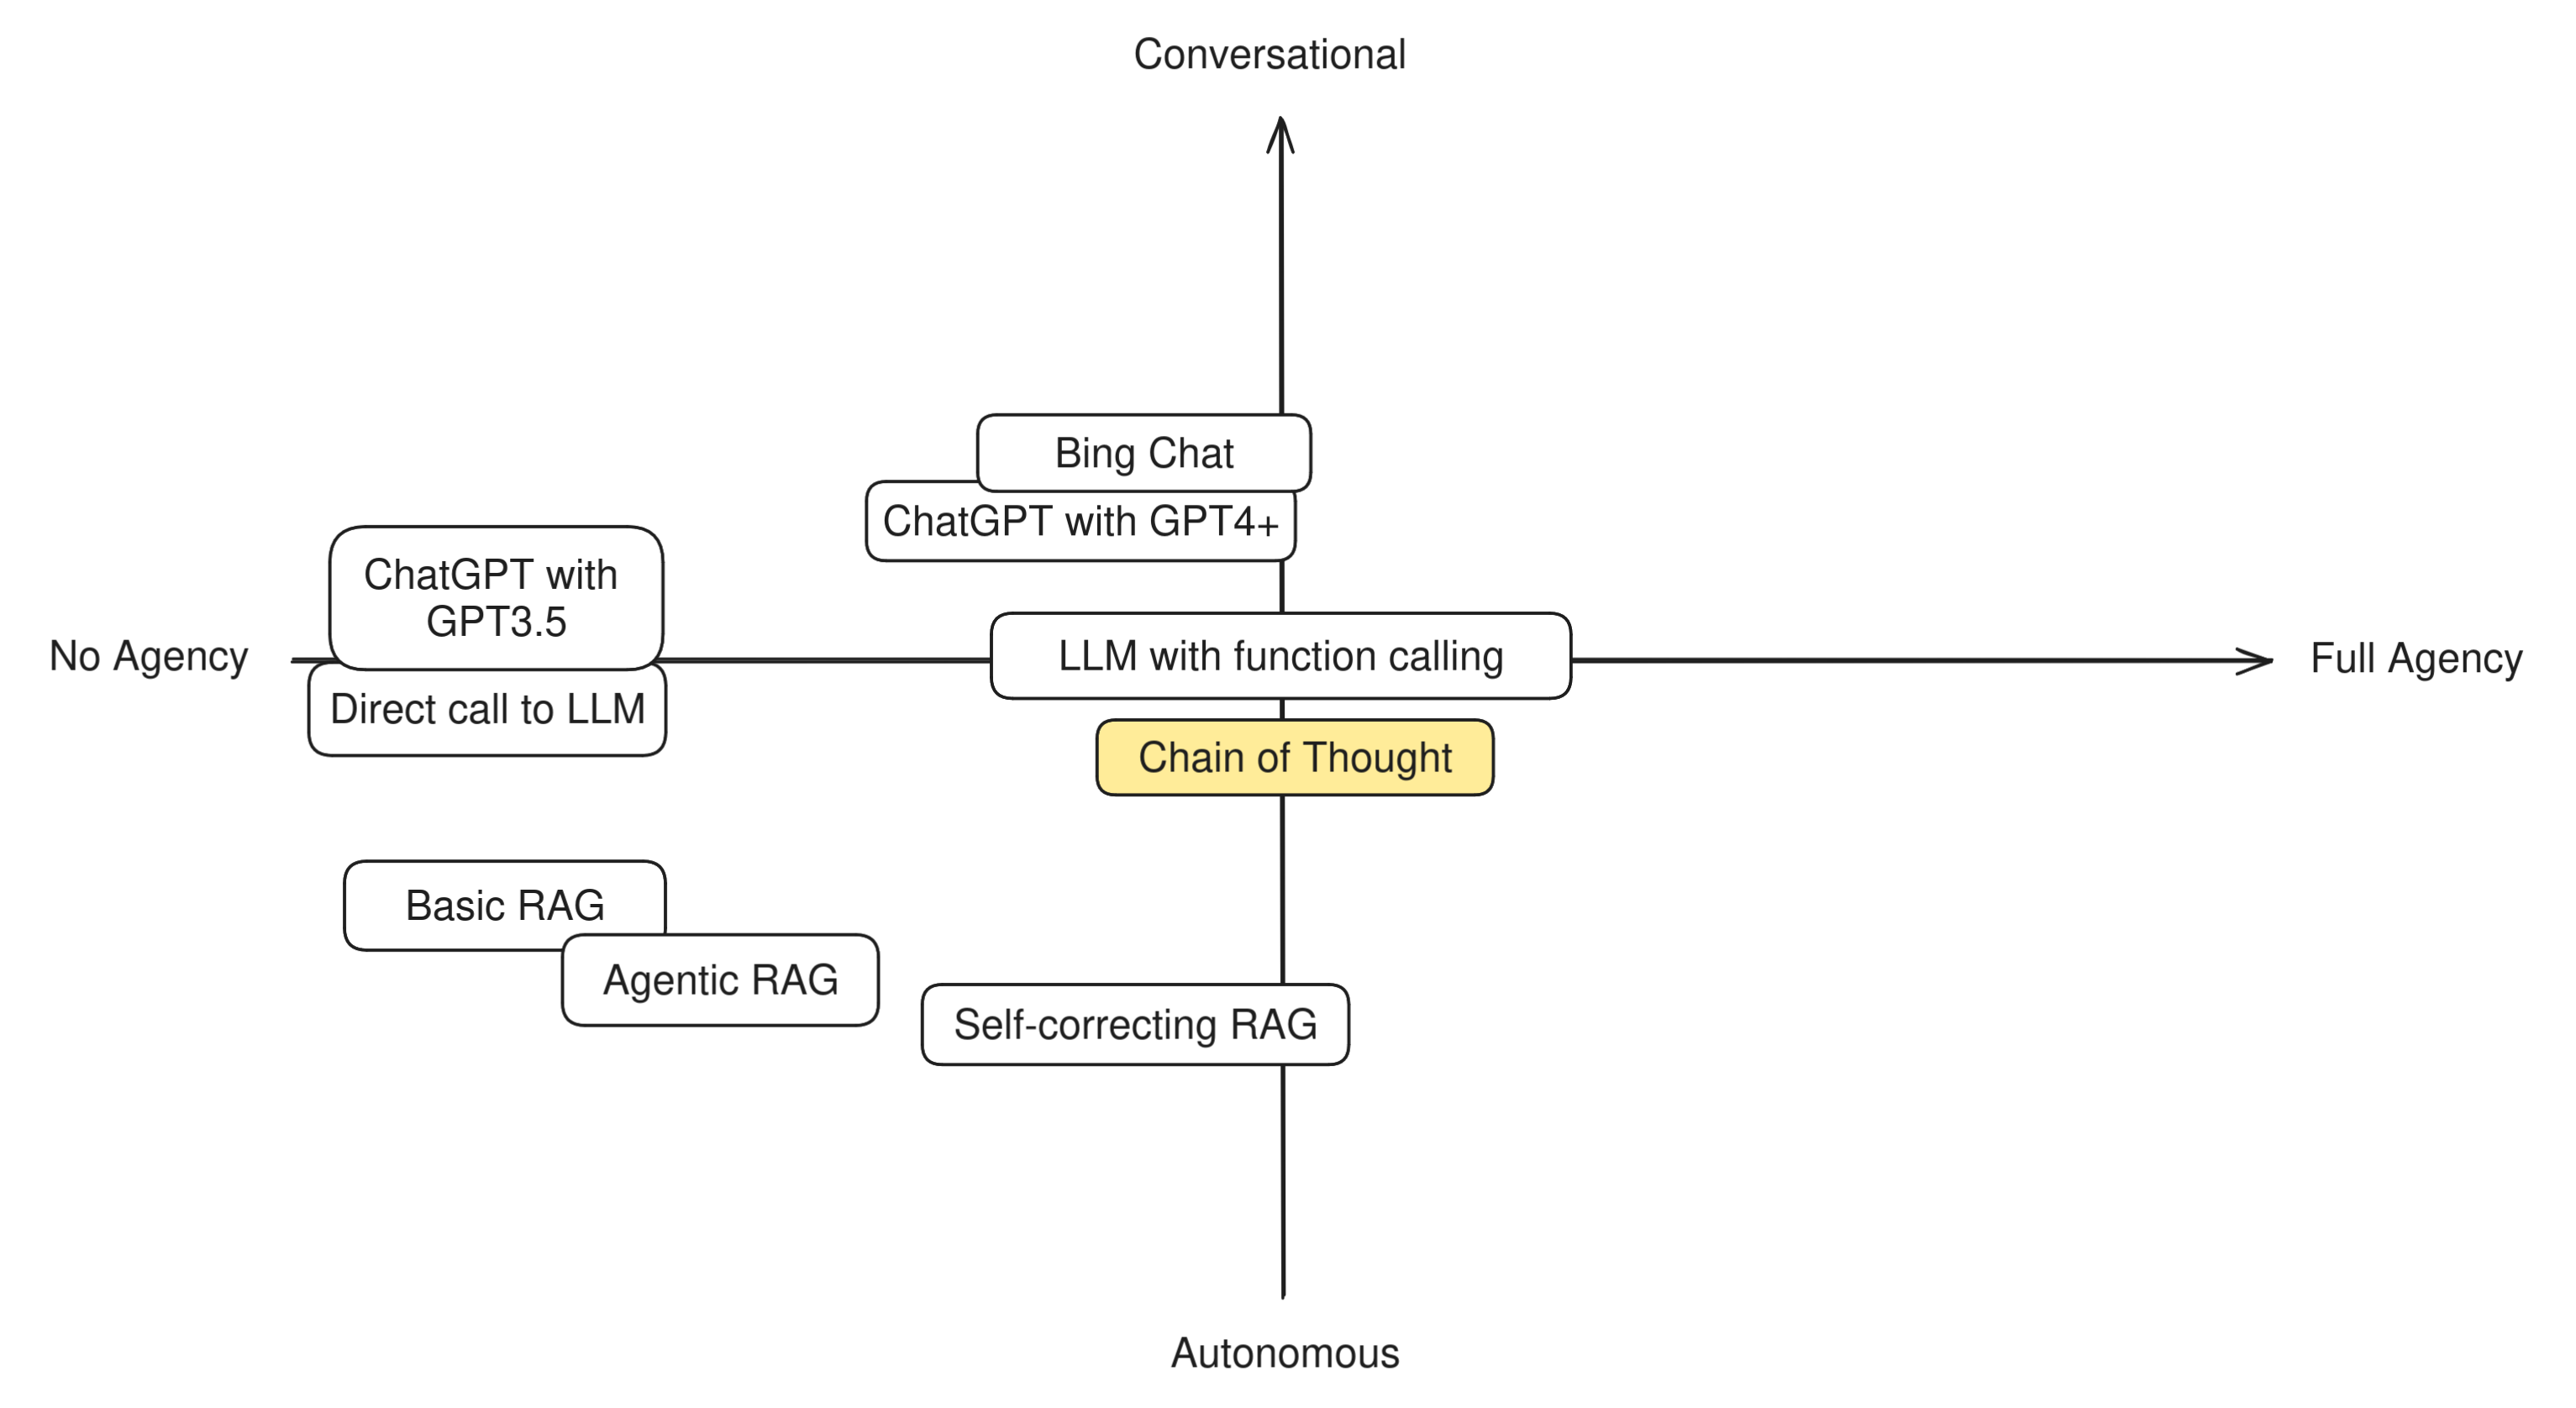 Conversational
Bing Chat
ChatGPT with GPT4+
ChatGPT with
GPT3.5
No Agency
LLM with function calling
Full Agency
Direct call to LLM
Chain of Thought
Basic RAG
Agentic RAG
Self-correcting RAG
Autonomous